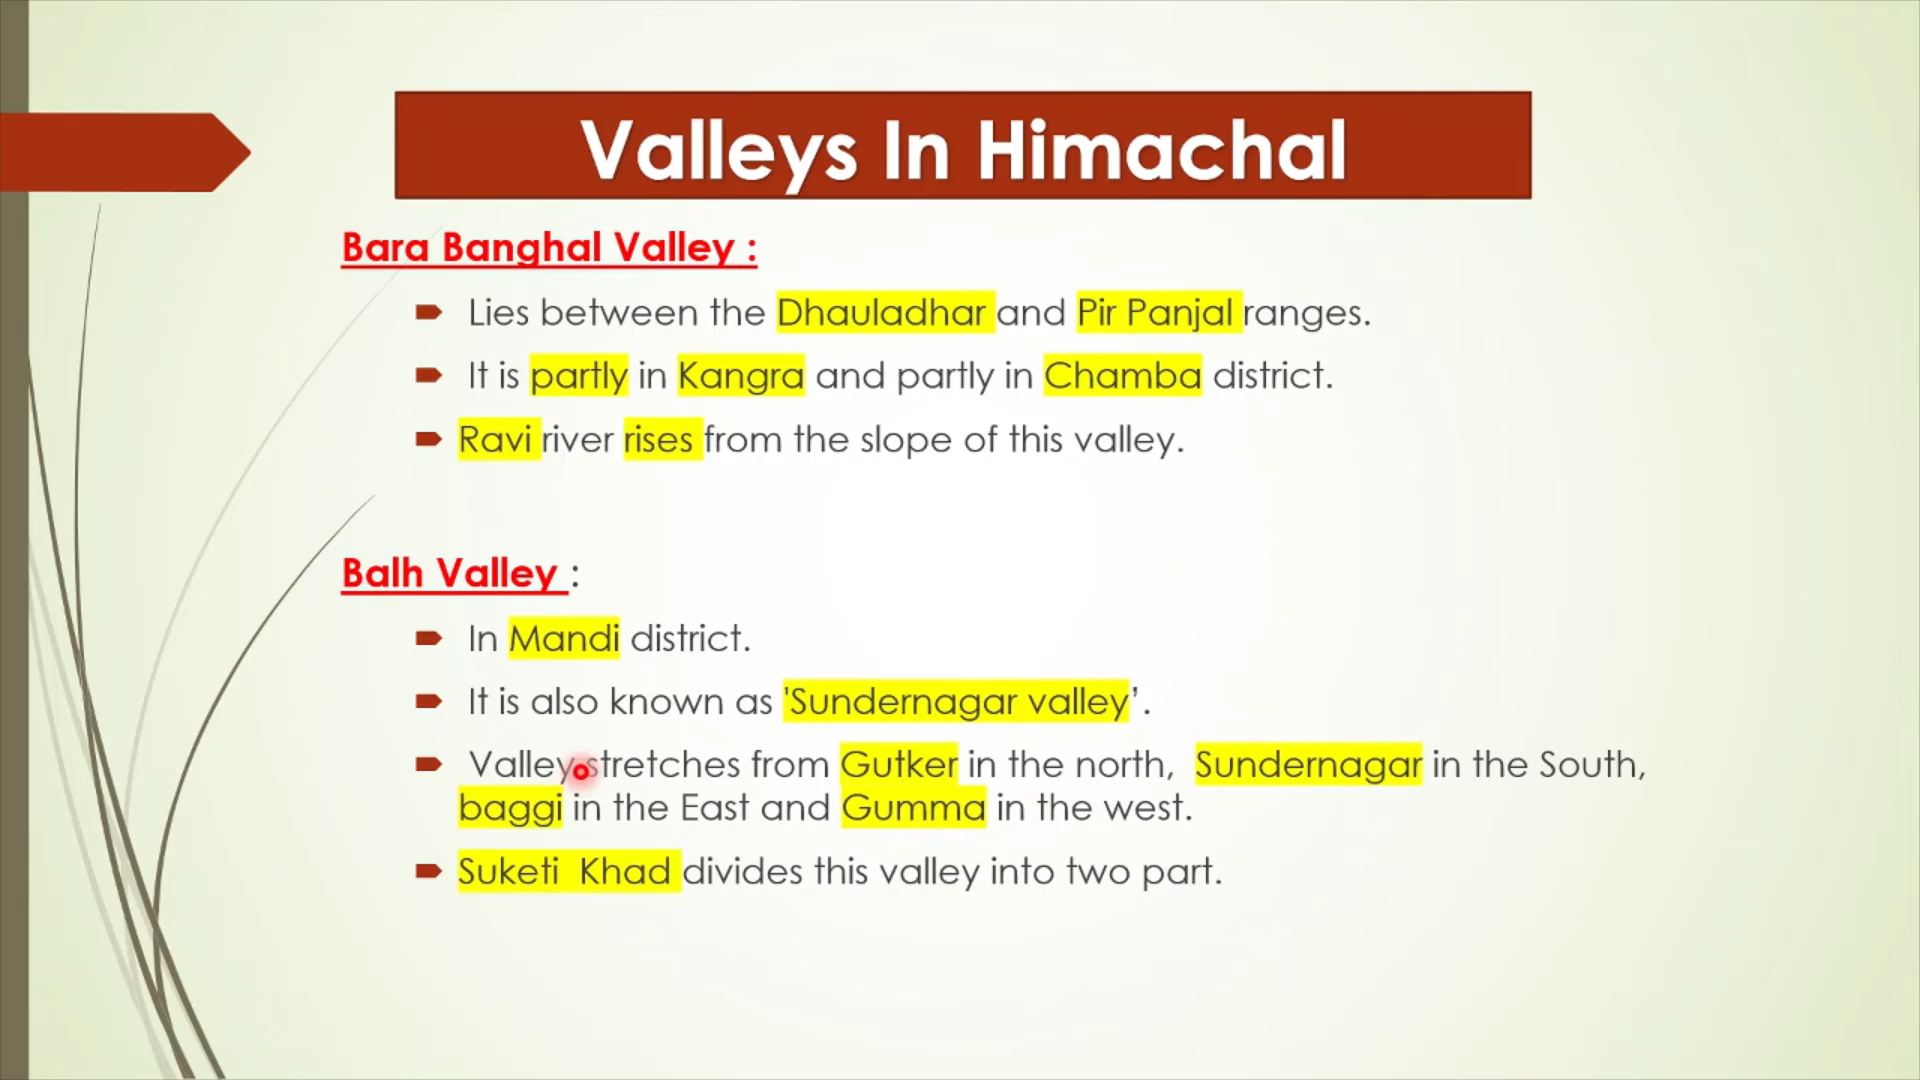 Valleys In Himachal
Bara Banghal Valley :
Lies between the Dhauladhar and Pir Panjal ranges.
It is partly in Kangra and partly in Chamba district.
Ravi river rises from the slope of this valley.
Balh Valley :
In Mandi district.
It is also known as 'Sundernagar valley’.
Valley stretches from Gutker in the north, Sundernagar in the South,
baggi in the East and Gumma in the west.
Suketi Khad divides this valley into two part.